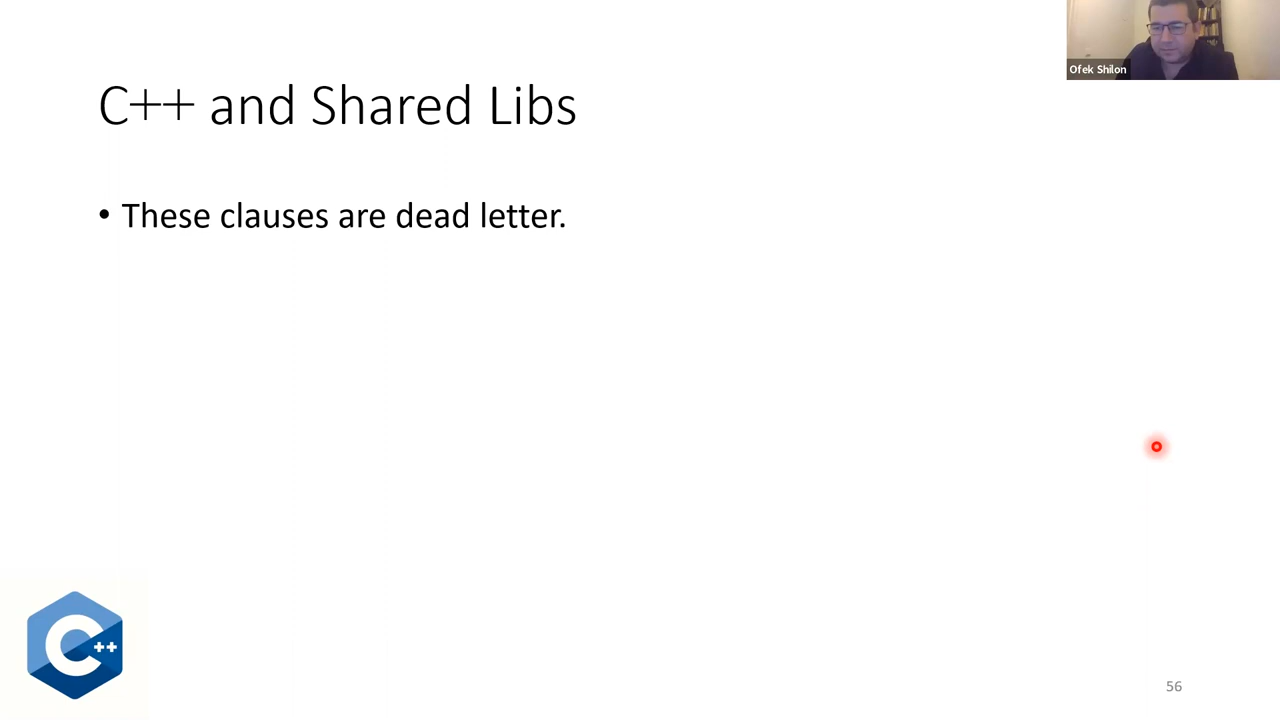 Ofek Shilon
C++ and Shared Libs
• These clauses are dead letter.
C++
56